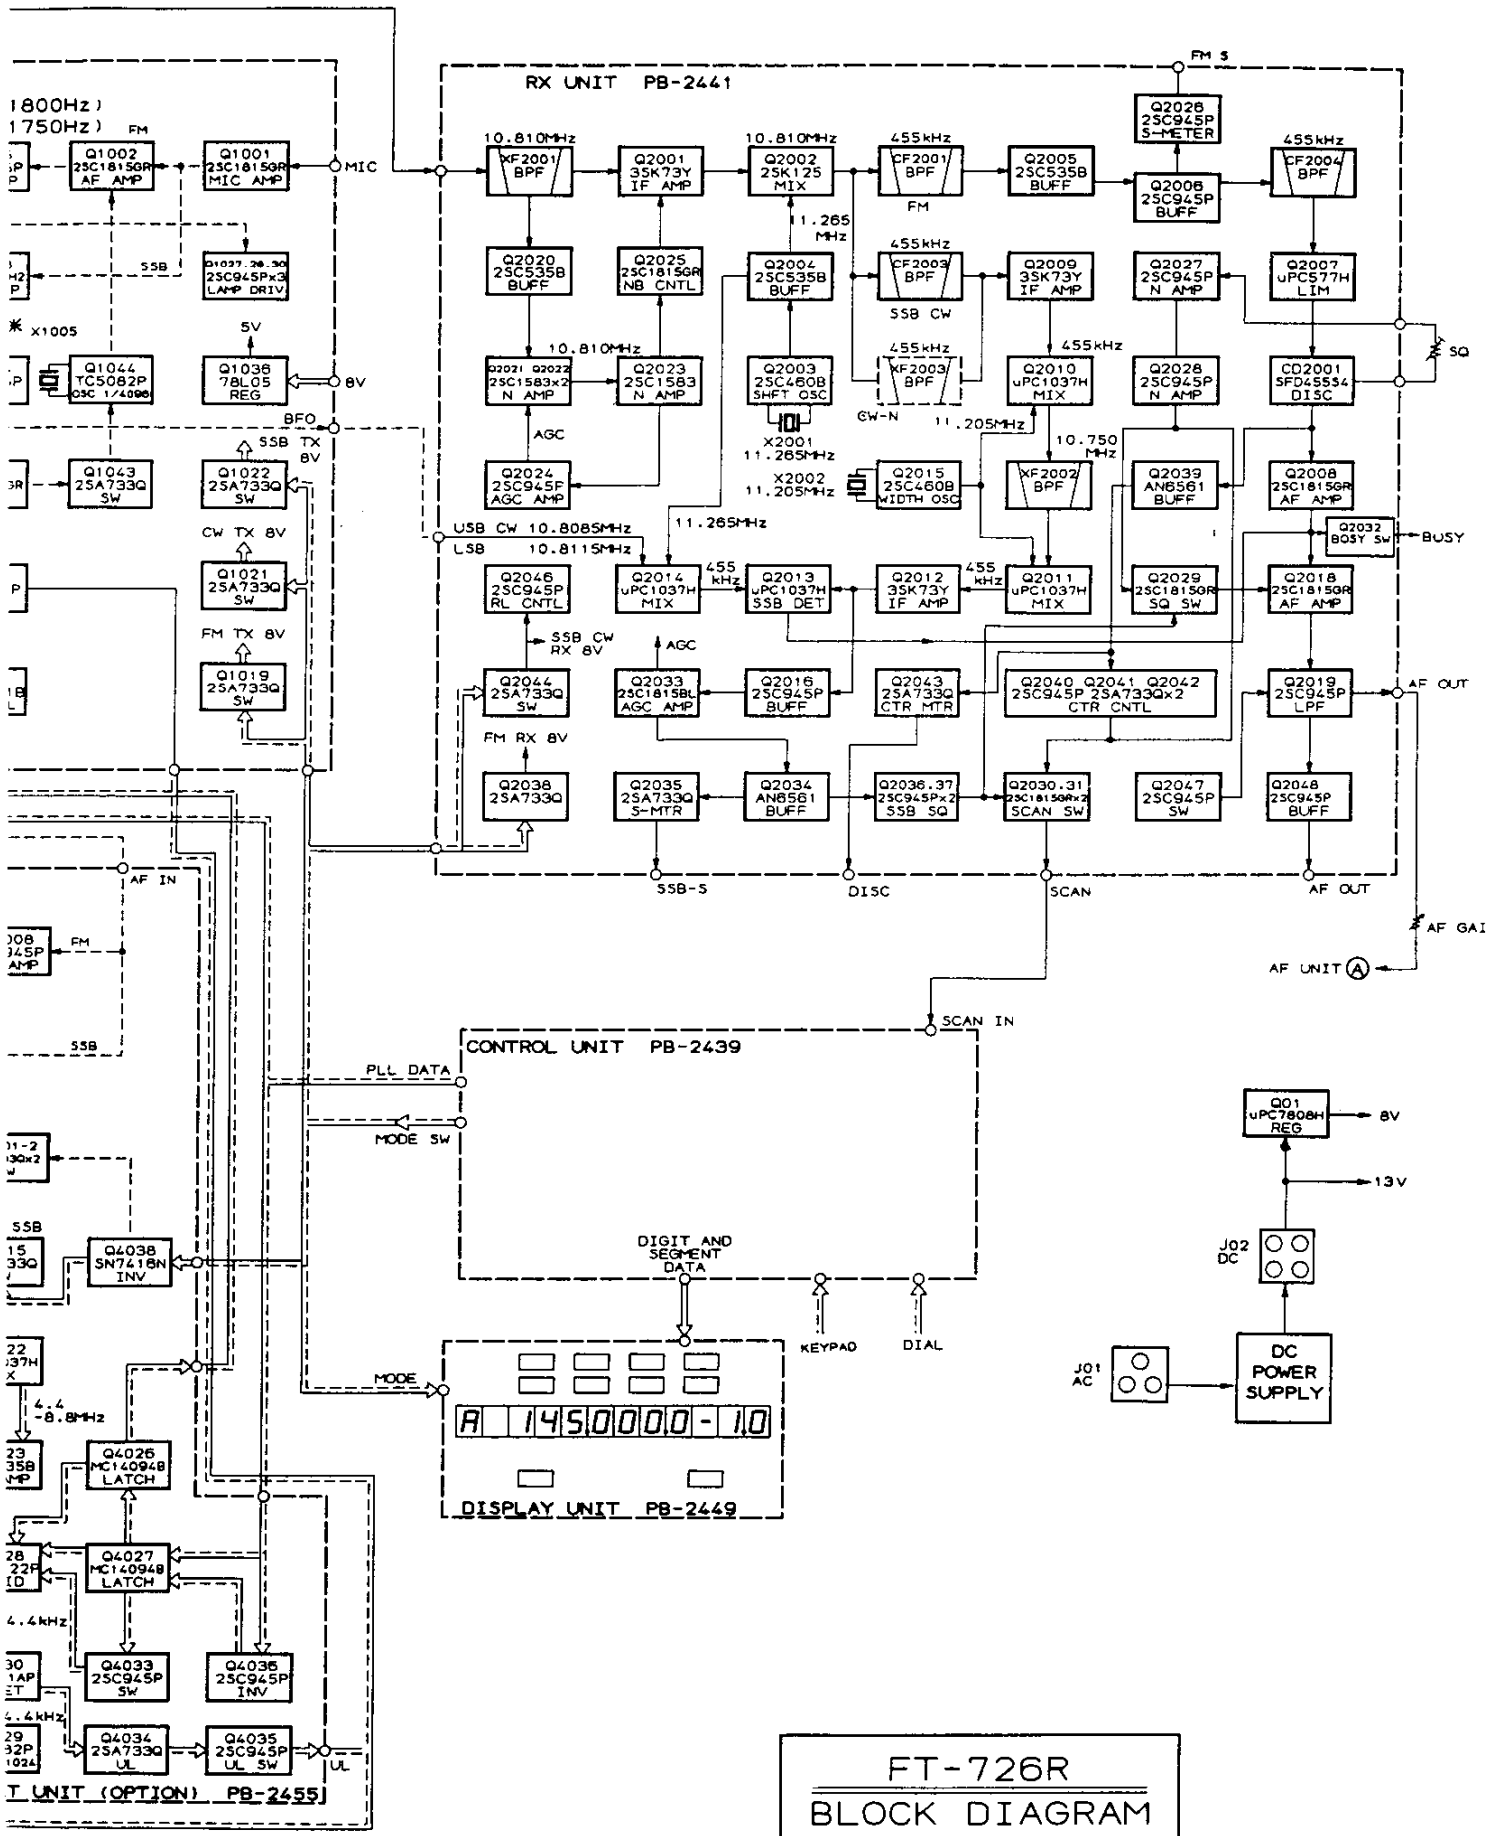 1800Hz)
1750Hz)
FM
Q1002
2SC1815GR
AF AMP
Q1001
2SC1815GR
MIC AMP
MIC
SSB
Q1027.28.30
2SC945Px3
LAMP DRIV.
* X1005
Q1044
TC5082P
OSC 1/4096
5V
Q1036
78L05
REG
8V
BFO
Q1043
2SA733Q
SW
SSB TX
8V
Q1022
2SA733Q
SW
CW TX 8V
Q1021
2SA733Q
SW
FM TX 8V
Q1019
2SA733Q
SW
RX UNIT PB-2441
FM S
Q2026
2SC945P
S-METER
10.810MHz
XF2001
BPF
Q2001
3SK73Y
IF AMP
10.810MHz
Q2002
2SK125
MIX
455kHz
CF2001
BPF
FM
Q2005
2SC535B
BUFF
Q2006
2SC945P
BUFF
455kHz
CF2004
BPF
11.265
MHz
Q2020
2SC535B
BUFF
Q2025
2SC1815GR
NB CNTL
Q2004
2SC535B
BUFF
455kHz
CF2003
BPF
SSB CW
Q2009
3SK73Y
IF AMP
Q2027
2SC945P
N AMP
Q2007
uPC577H
LIM
SQ
10.810MHz
Q2021 Q2022
2SC1583x2
N AMP
Q2023
2SC1583
N AMP
Q2003
2SC460B
SHFT OSC
X2001
11.265MHz
455kHz
XF2003
BPF
CW-N
455kHz
Q2010
uPC1037H
MIX
11.205MHz
Q2028
2SC945P
N AMP
CD2001
SFD455S4
DISC
AGC
Q2024
2SC945P
AGC AMP
X2002
11.205MHz
Q2015
2SC460B
WIDTH OSC
10.750
MHz
XF2002
BPF
Q2039
AN6561
BUFF
Q2008
2SC1815GR
AF AMP
USB CW 10.8085MHz
LSB 10.8115MHz
11.265MHz
Q2032
BUSY SW
BUSY
Q2046
2SC945P
RL CNTL
Q2014
uPC1037H
MIX
455
kHz
Q2013
uPC1037H
SSB DET
Q2012
3SK73Y
IF AMP
455
kHz
Q2011
uPC1037H
MIX
Q2029
2SC1815GR
SQ SW
Q2018
2SC1815GR
AF AMP
SSB CW
RX 8V
AGC
Q2044
2SA733Q
SW
Q2033
2SC1815BL
AGC AMP
Q2016
2SC945P
BUFF
Q2043
2SA733Q
CTR MTR
Q2040 Q2041 Q2042
2SC945P 2SA733Qx2
CTR CNTL
Q2019
2SC945P
LPF
AF OUT
FM RX 8V
Q2038
2SA733Q
Q2035
2SA733Q
S-MTR
Q2034
AN6561
BUFF
Q2036.37
2SC945Px2
SSB SQ
Q2030.31
2SC1815GRx2
SCAN SW
Q2047
2SC945P
SW
Q2048
2SC945P
BUFF
SSB-S
DISC
SCAN
AF OUT
AF GAI
AF UNIT A
AF IN
008
945P
AMP
FM
SSB
SCAN IN
CONTROL UNIT PB-2439
PLL DATA
MODE SW
DIGIT AND
SEGMENT
DATA
KEYPAD
DIAL
Q01
uPC7808H
REG
8V
13V
J02
DC
DC
POWER
SUPPLY
J01
AC
SSB
Q4038
SN7416N
INV
MODE
A 145.000.0 - 1.0
DISPLAY UNIT PB-2449
4.4
-8.8MHz
Q4026
MC14094B
LATCH
Q4027
MC14094B
LATCH
4.4kHz
Q4033
2SC945P
SW
Q4036
2SC945P
INV
4.4kHz
Q4034
2SA733Q
UL
Q4035
2SC945P
UL SW
UL
T UNIT (OPTION) PB-2455
FT-726R
BLOCK DIAGRAM